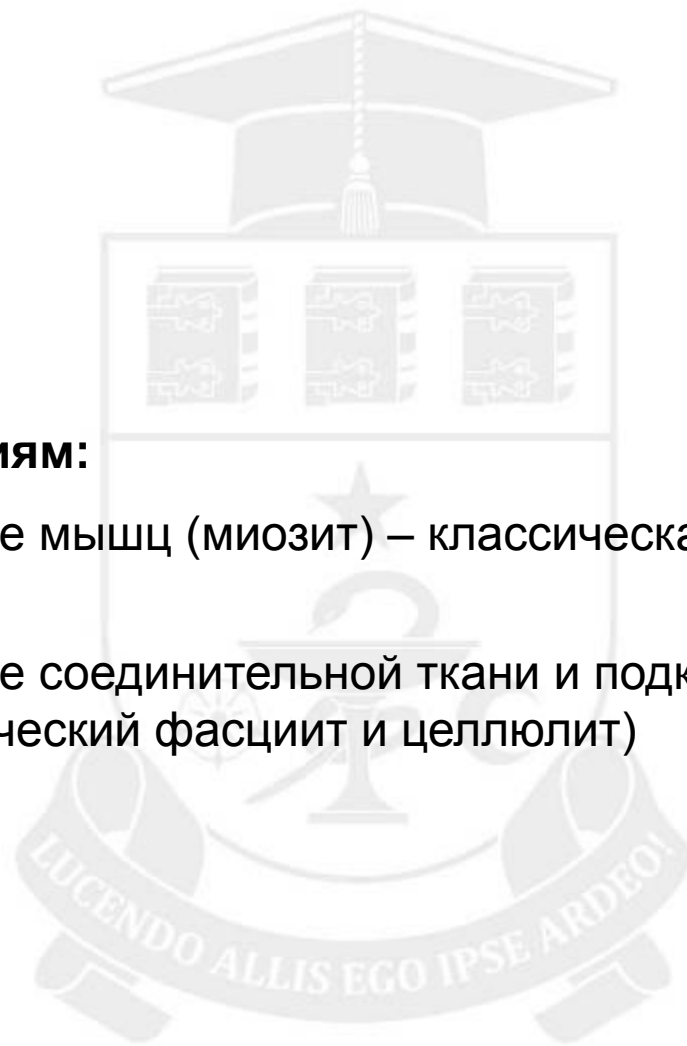 иям:
е мышц (миозит) – классическа
е соединительной ткани и подк
ческий фасциит и целлюлит)
LUCENDO ALLIS EGO IPSE ARDEO!